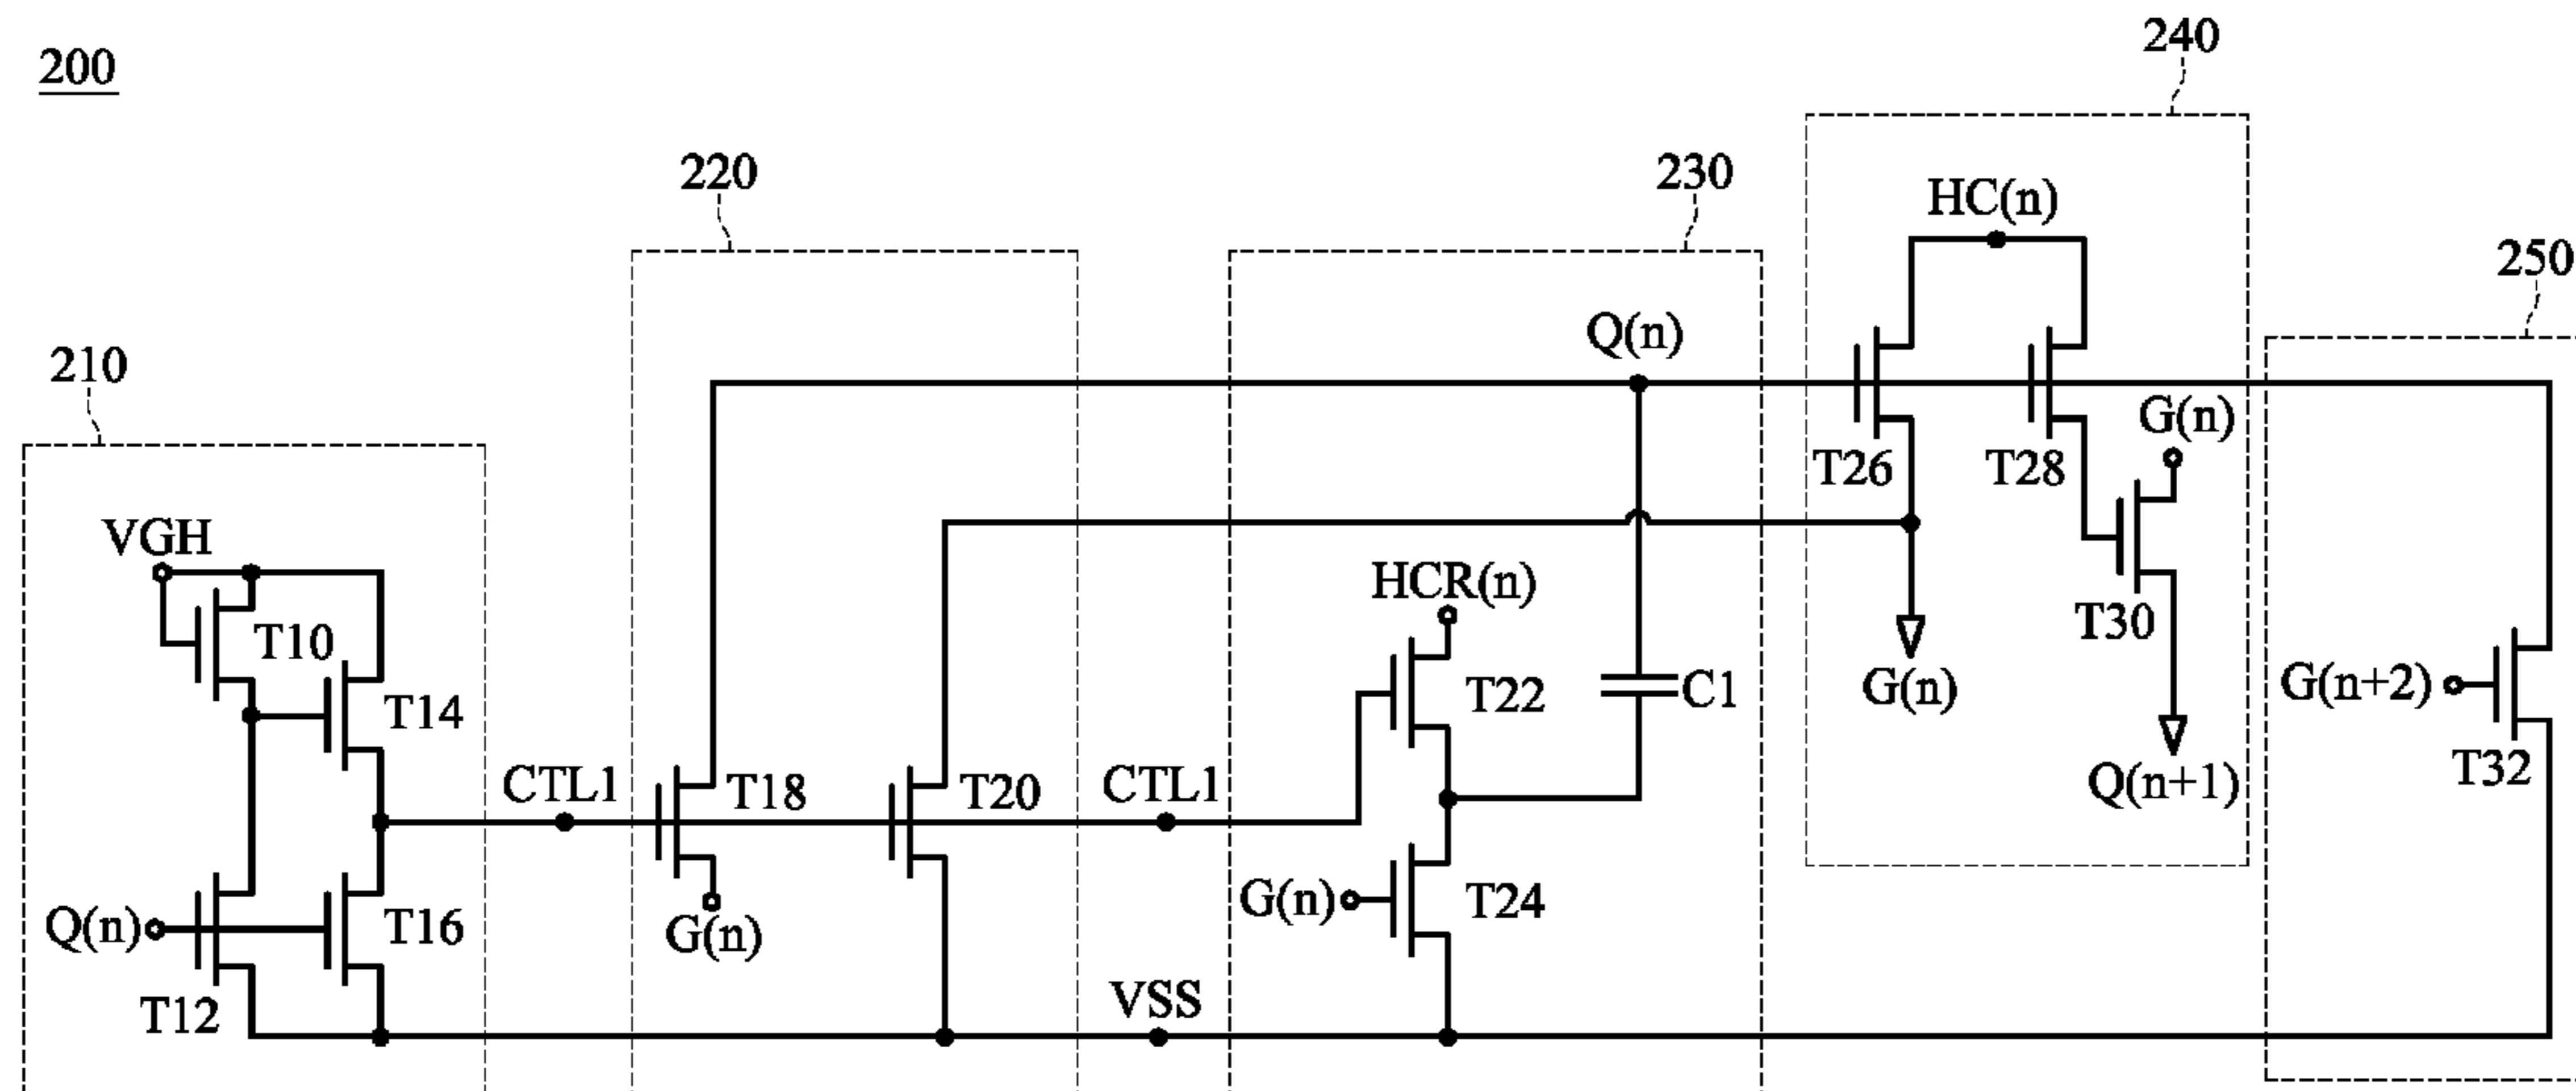 200
240
220
230
HC(n)
250
Q(n)
210
G(n)
T26
T28
VGH
HCR(n)
T10
T30
T14
T22
C1
G(n)
G(n+2)
CTL1
T18
T20
CTL1
Q(n+1)
T32
Q(n)
T16
G(n)
G(n)
T24
T12
VSS